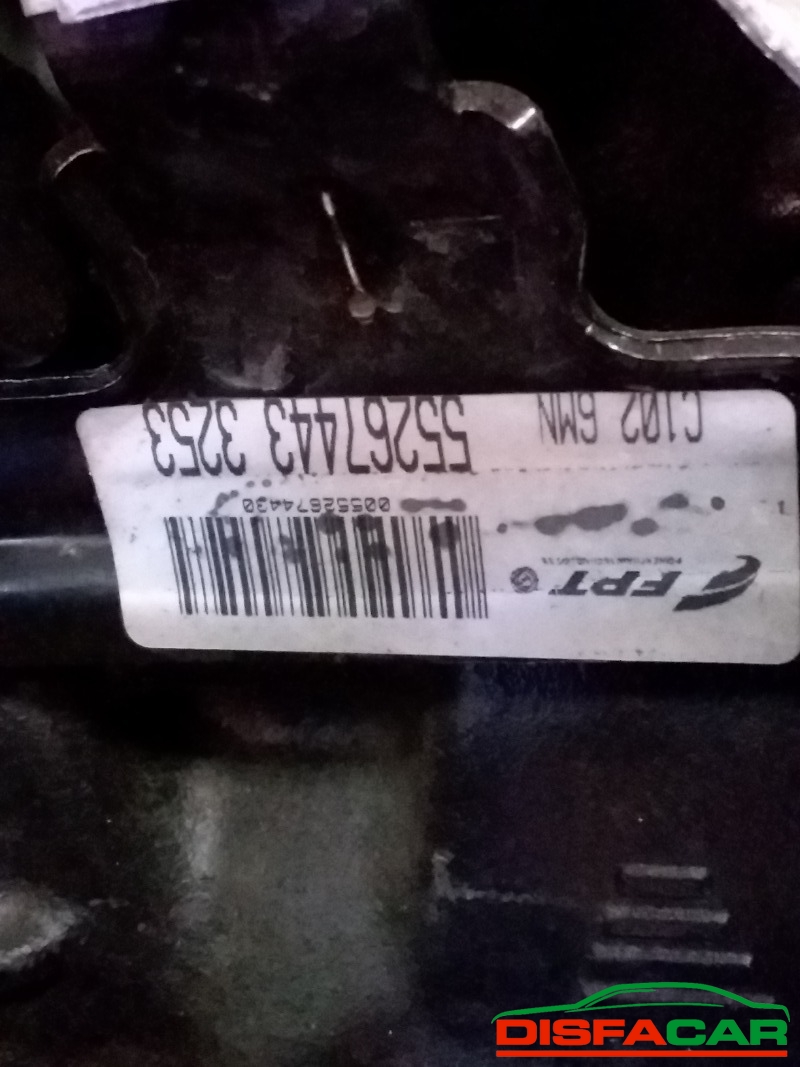 FPT
00552674430
C102 6MN 55267443 3253
DISFACAR